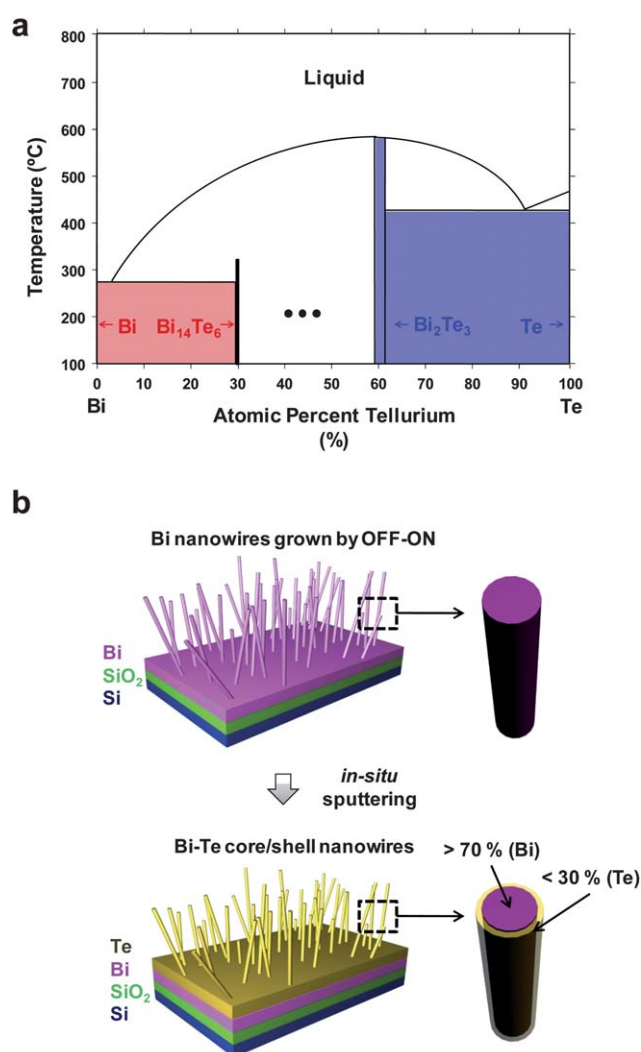 a
800
700
600
500
400
300
200
100
Temperature (ºC)
Liquid
← Bi Bi₁₄Te₆ →
•••
← Bi₂Te₃ Te →
0 10 20 30 40 50 60 70 80 90 100
Bi Te
Atomic Percent Tellurium
(%)
b
Bi nanowires grown by OFF-ON
Bi
SiO₂
Si
in-situ
sputtering
Bi-Te core/shell nanowires
> 70 % (Bi)
< 30 % (Te)
Te
Bi
SiO₂
Si